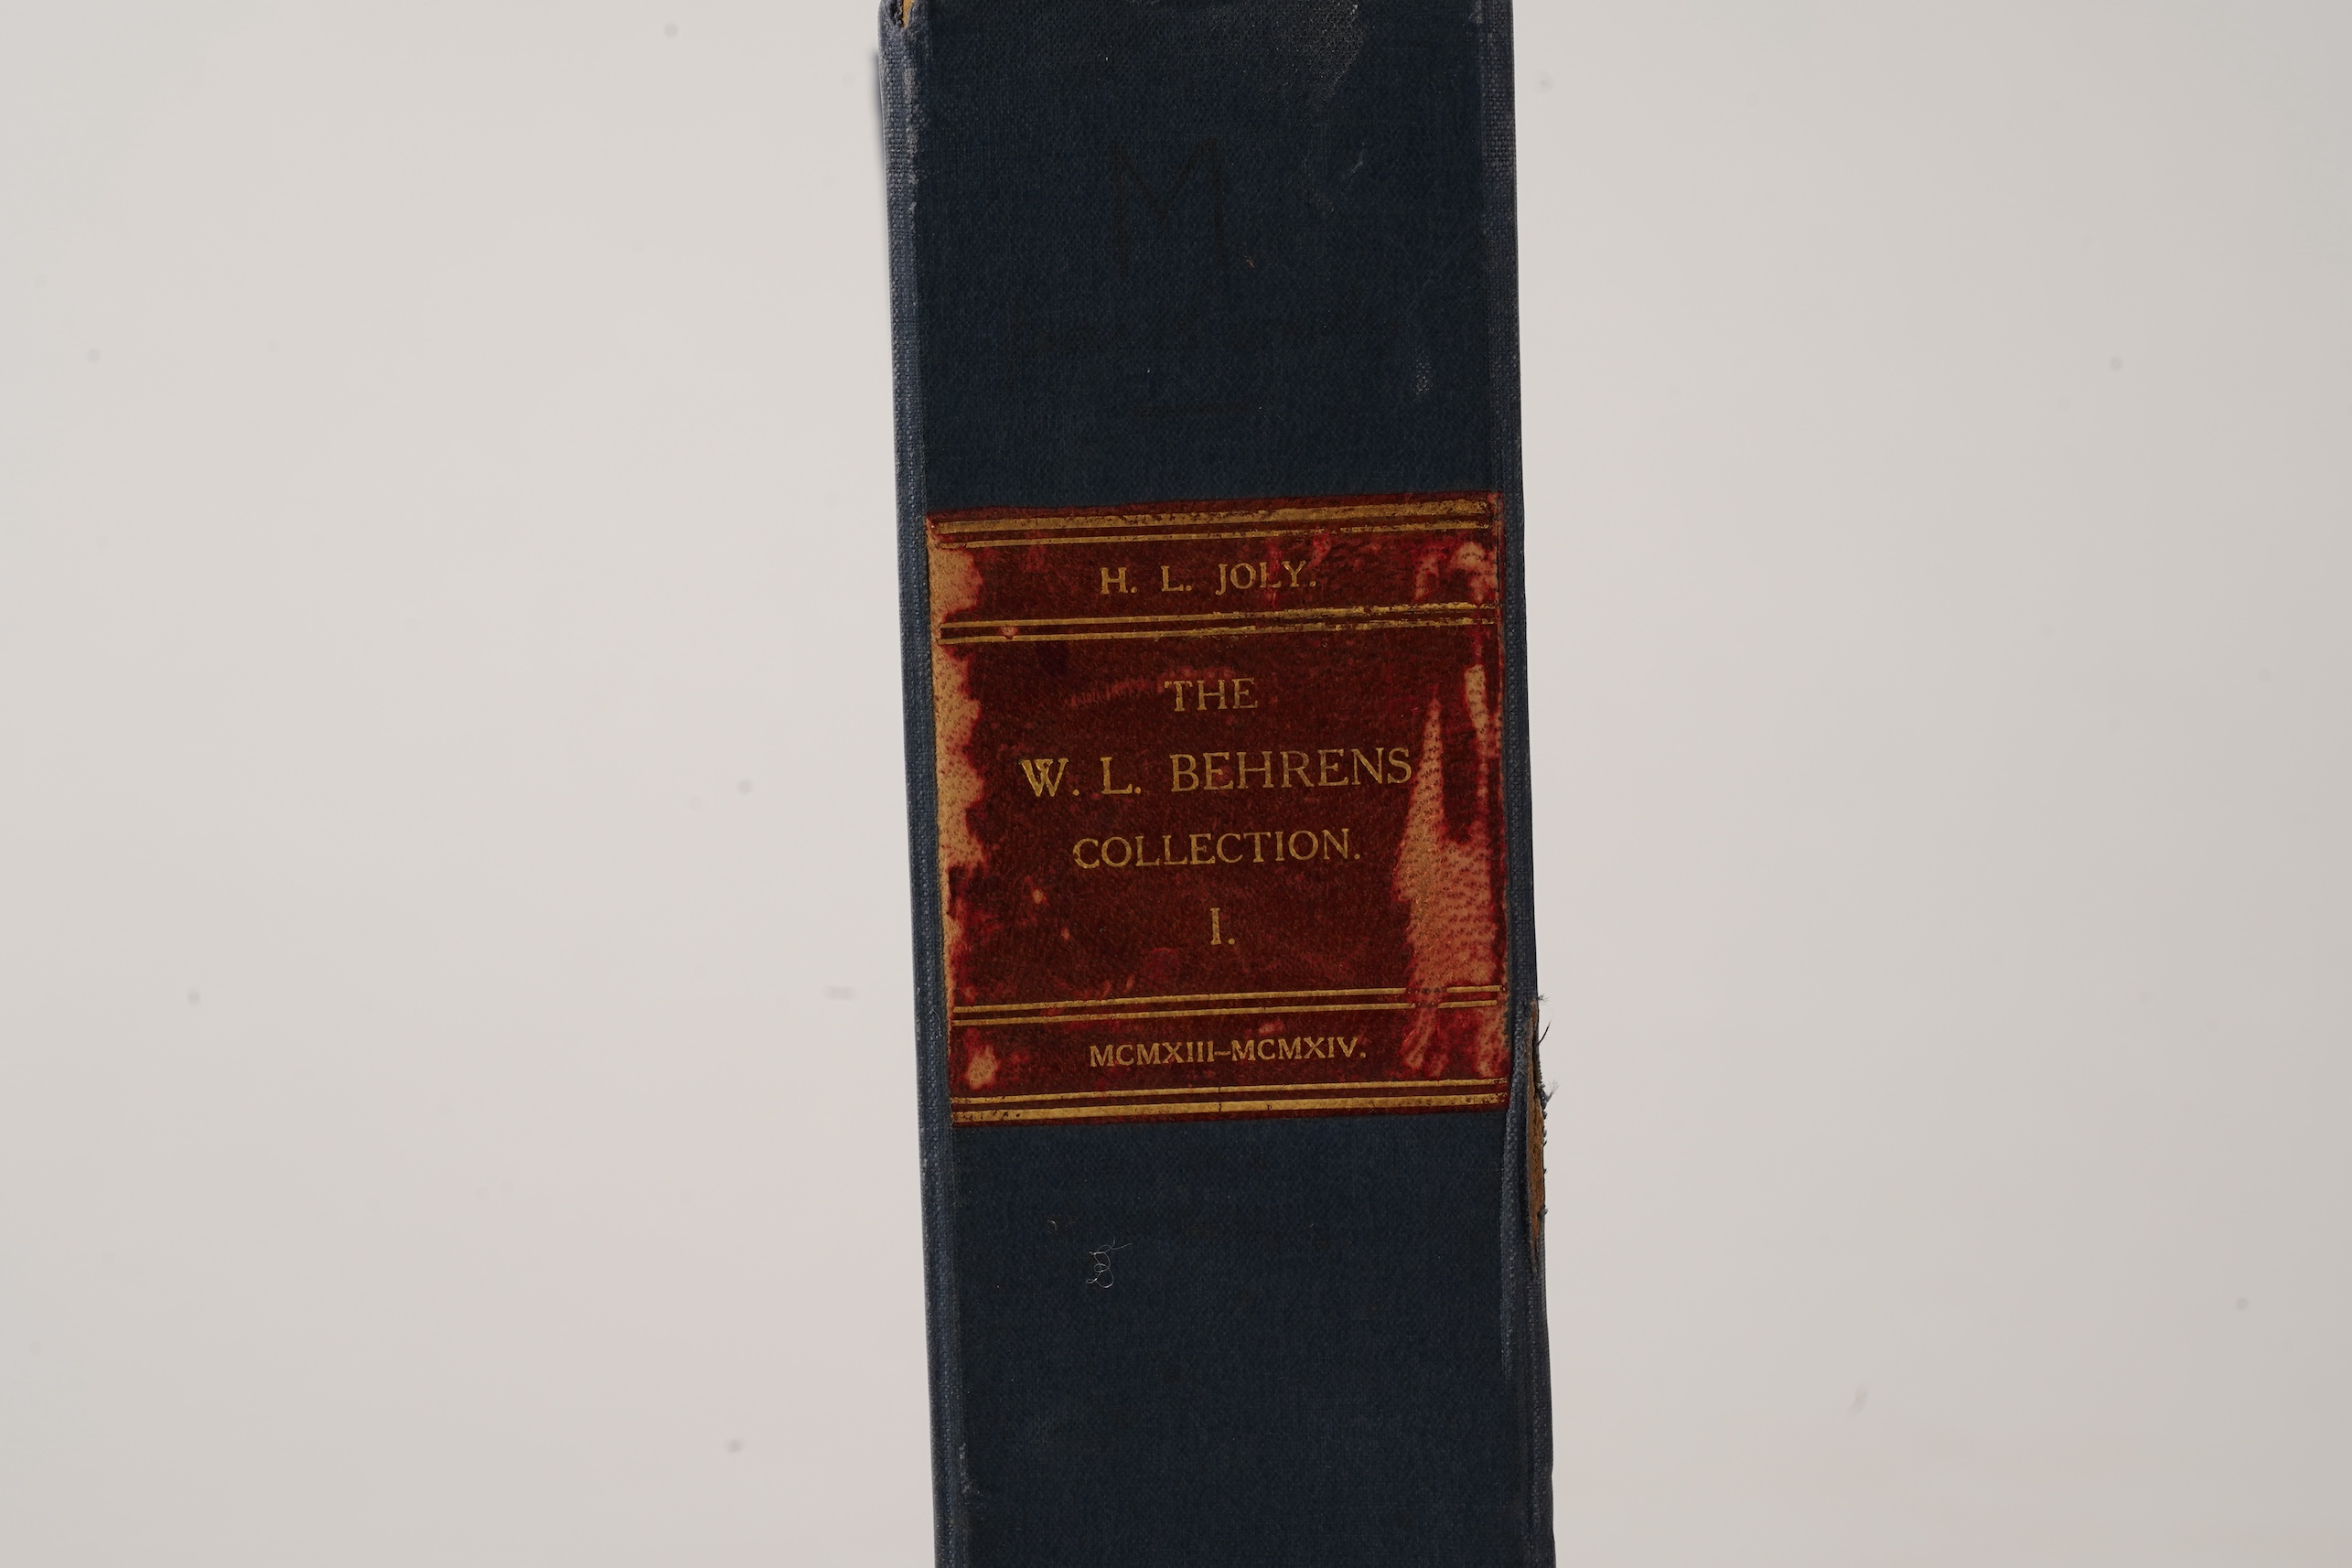 M
H. L. JOLY.
THE
W. L. BEHRENS
COLLECTION.
I.
MCMXIII–MCMXIV.